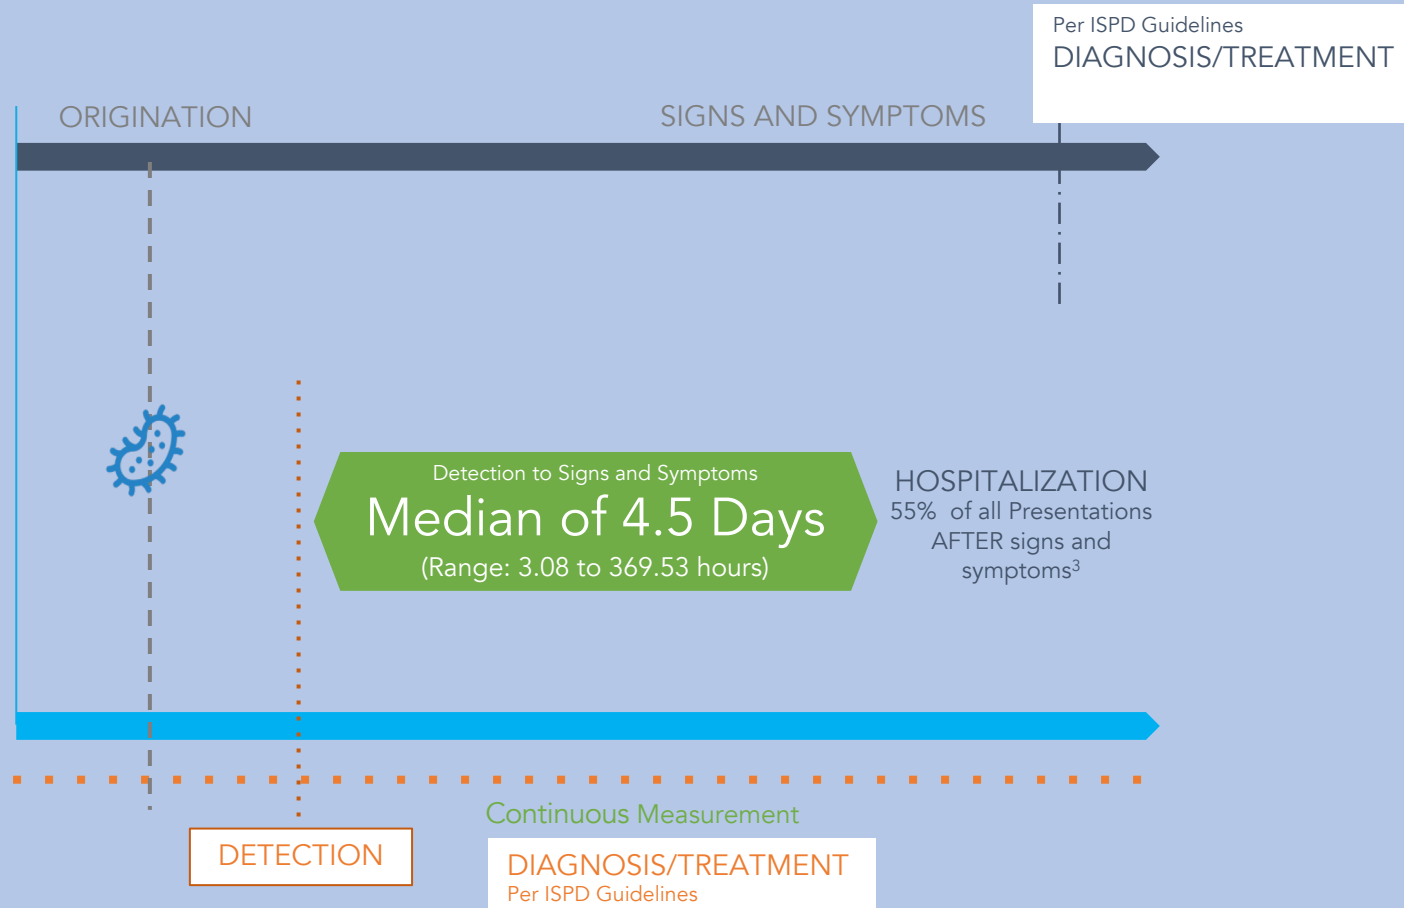 Per ISPD Guidelines
DIAGNOSIS/TREATMENT
ORIGINATION
SIGNS AND SYMPTOMS
Detection to Signs and Symptoms
Median of 4.5 Days
(Range: 3.08 to 369.53 hours)
HOSPITALIZATION
55% of all Presentations
AFTER signs and
symptoms³
Continuous Measurement
DETECTION
DIAGNOSIS/TREATMENT
Per ISPD Guidelines